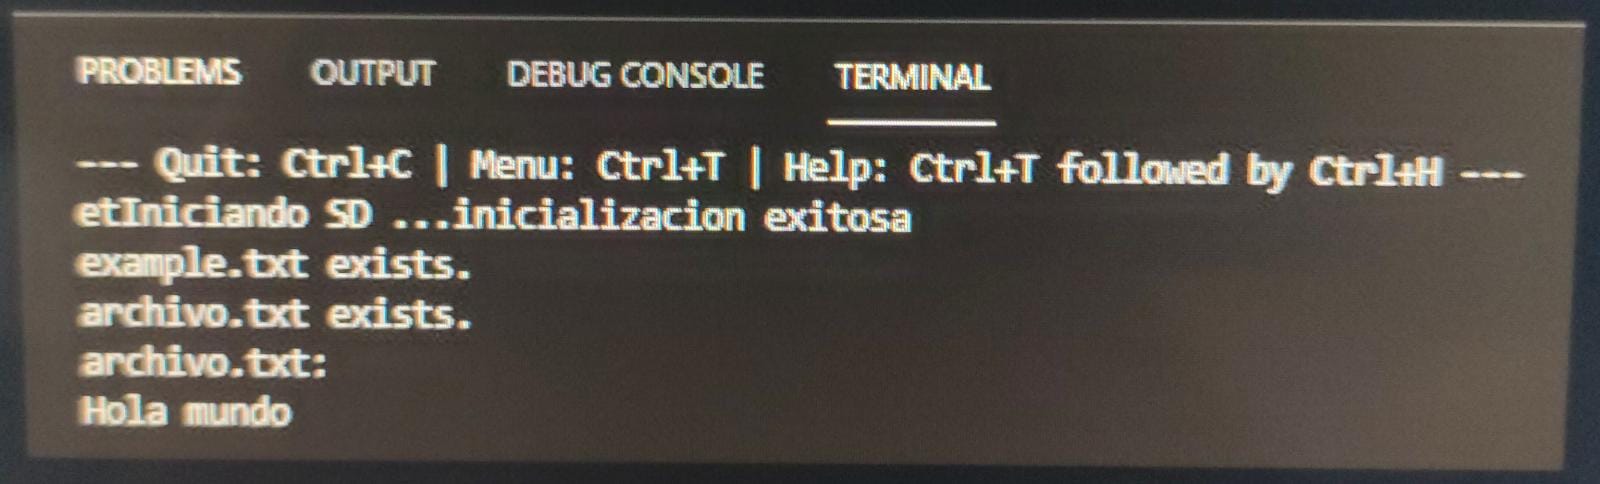 PROBLEMS OUTPUT DEBUG CONSOLE TERMINAL
--- Quit: Ctrl+C | Menu: Ctrl+T | Help: Ctrl+T followed by Ctrl+H ---
etIniciando SD ...inicializacion exitosa
example.txt exists.
archivo.txt exists.
archivo.txt:
Hola mundo